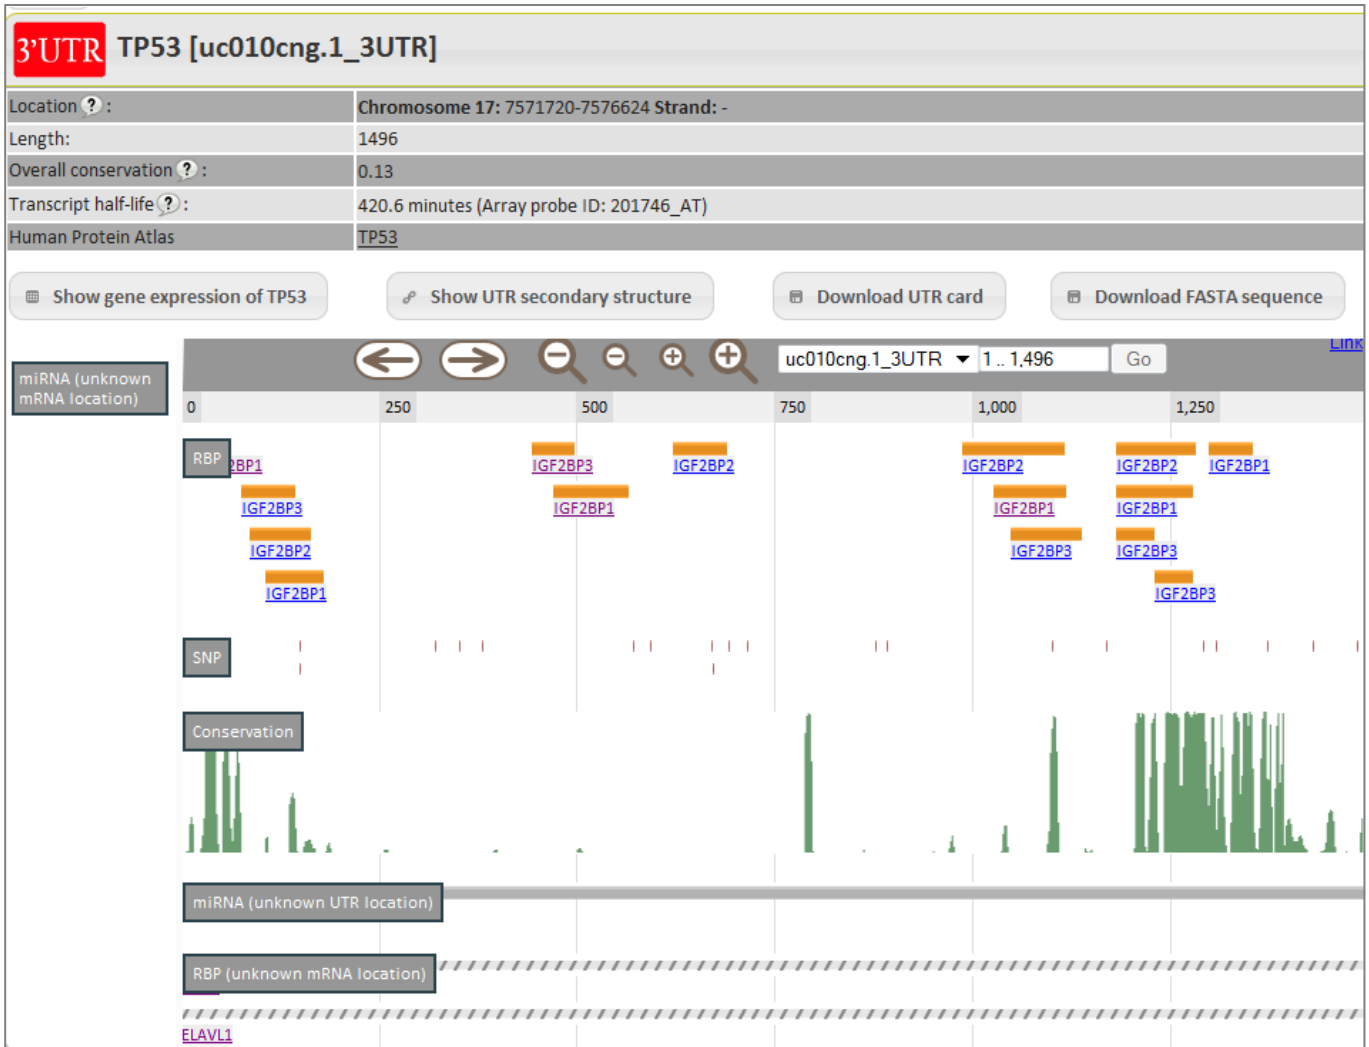 3'UTR TP53 [uc010cng.1_3UTR]
Location ? : Chromosome 17: 7571720-7576624 Strand: -
Length: 1496
Overall conservation ? : 0.13
Transcript half-life ? : 420.6 minutes (Array probe ID: 201746_AT)
Human Protein Atlas TP53
Show gene expression of TP53 Show UTR secondary structure Download UTR card Download FASTA sequence
Link
miRNA (unknown
mRNA location)
uc010cng.1_3UTR 1 .. 1,496 Go
0 250 500 750 1,000 1,250
RBP 2BP1 IGF2BP3 IGF2BP2 IGF2BP2 IGF2BP2 IGF2BP1
IGF2BP3 IGF2BP1 IGF2BP1 IGF2BP1
IGF2BP2 IGF2BP3 IGF2BP3
IGF2BP1 IGF2BP3
SNP
Conservation
miRNA (unknown UTR location)
RBP (unknown mRNA location)
ELAVL1